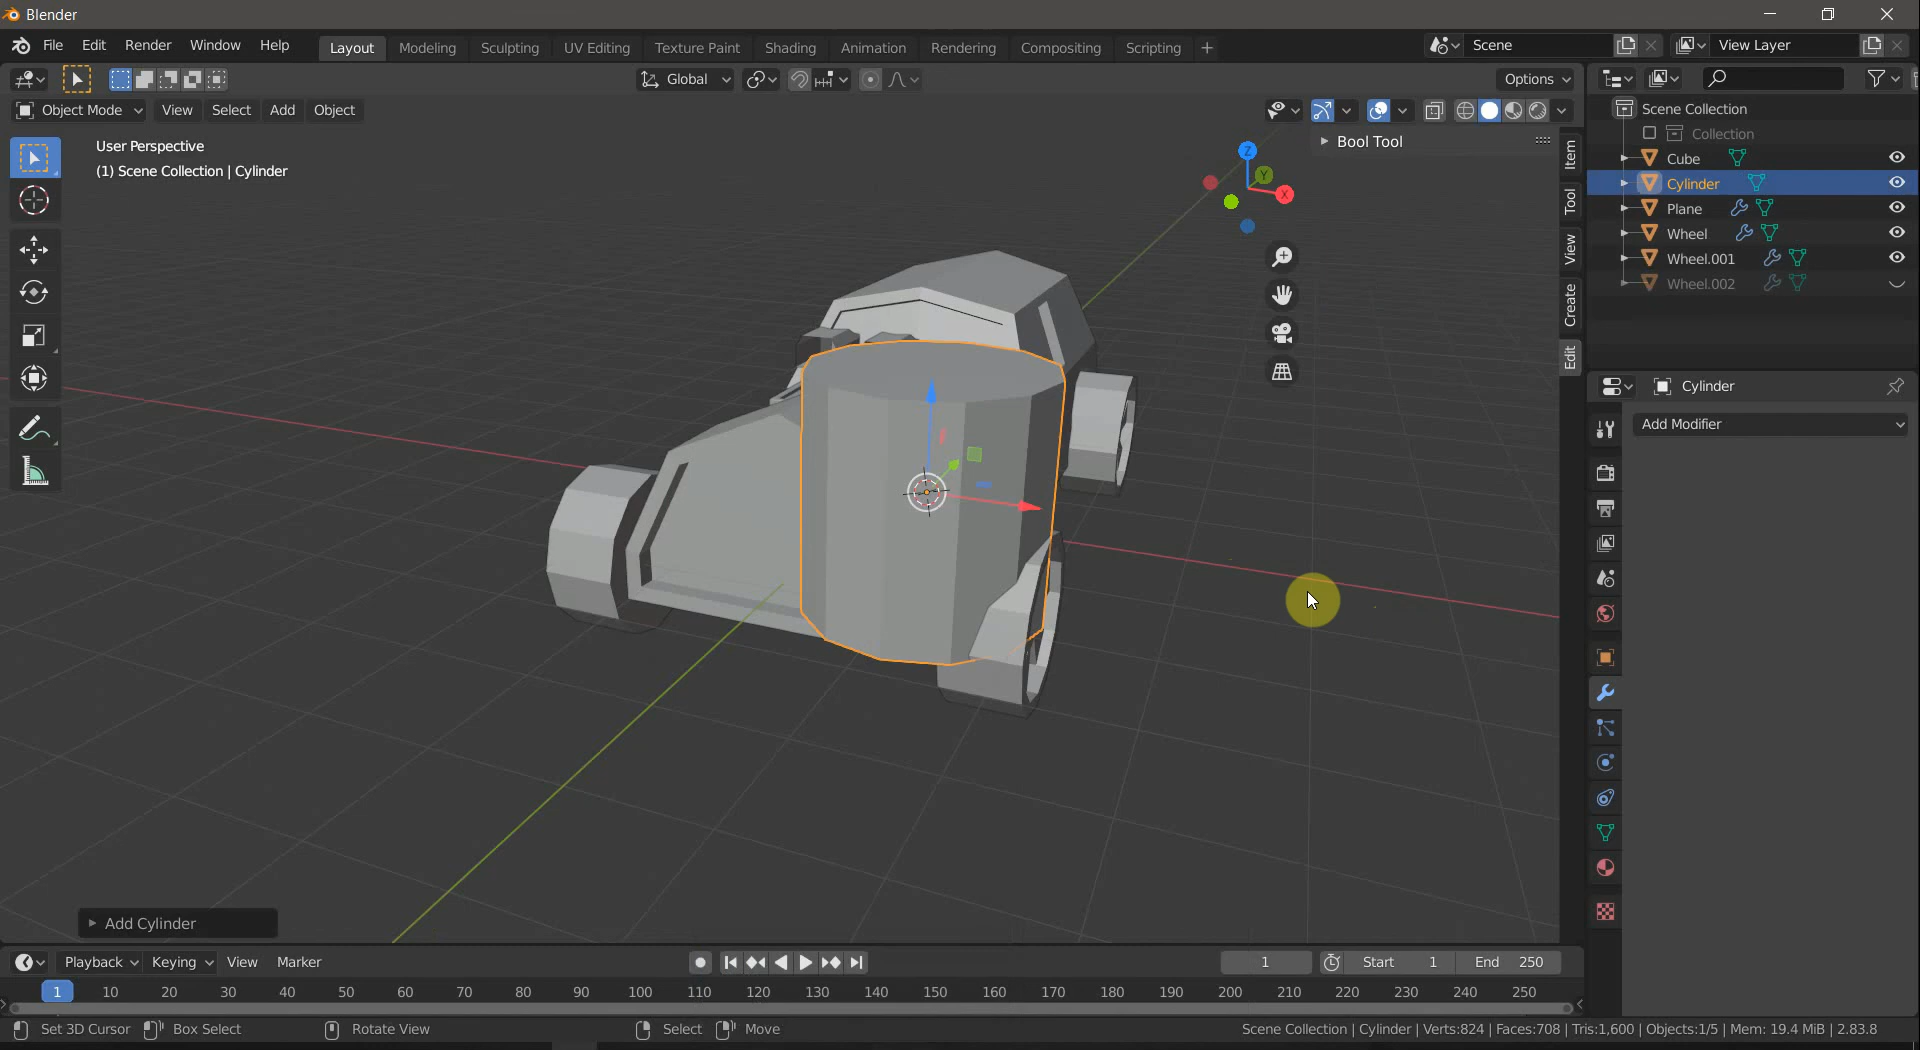 Blender
File Edit Render Window Help Layout Modeling Sculpting UV Editing Texture Paint Shading Animation Rendering Compositing Scripting + Scene View Layer
Global Options
Object Mode View Select Add Object
User Perspective
(1) Scene Collection | Cylinder
Bool Tool
Z
Y
X
Item
Tool
View
Create
Edit
Scene Collection
Collection
Cube
Cylinder
Plane
Wheel
Wheel.001
Wheel.002
Cylinder
Add Modifier
Add Cylinder
Playback Keying View Marker 1 Start 1 End 250
1 10 20 30 40 50 60 70 80 90 100 110 120 130 140 150 160 170 180 190 200 210 220 230 240 250
Set 3D Cursor Box Select Rotate View Select Move Scene Collection | Cylinder | Verts:824 | Faces:708 | Tris:1,600 | Objects:1/5 | Mem: 19.4 MiB | 2.83.8